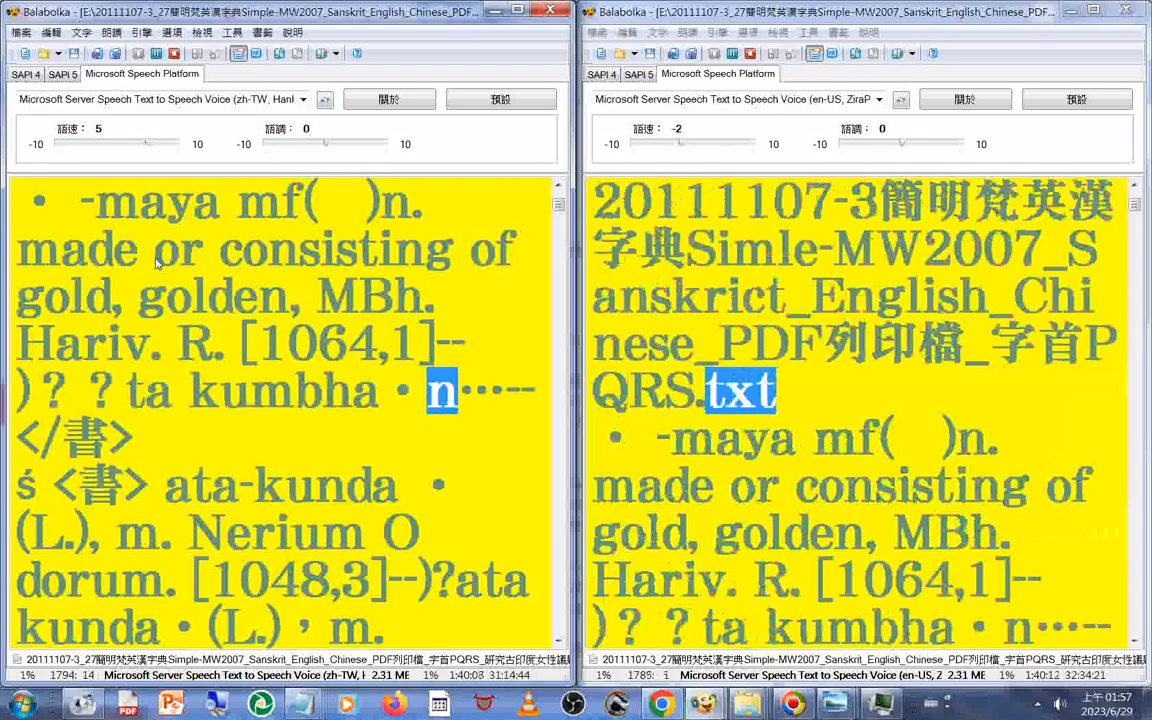 Balabolka - [E:\20111107-3_27簡明梵英漢字典Simple-MW2007_Sanskrit_English_Chinese_PDF...
檔案 編輯 文字 朗讀 引擎 選項 檢視 工具 書籤 說明
SAPI 4 SAPI 5 Microsoft Speech Platform
Microsoft Server Speech Text to Speech Voice (zh-TW, Hanl
關於 預設
語速： 5 語調： 0
-10 10 -10 10
• -maya mf( )n.
made or consisting of
gold, golden, MBh.
Hariv. R. [1064,1]--
)？ ？ta kumbha・n…--
</書>
ś <書> ata-kunda •
(L.), m. Nerium O
dorum. [1048,3]--)?ata
kunda・(L.)，m.
20111107-3_27簡明梵英漢字典Simple-MW2007_Sanskrit_English_Chinese_PDF列印檔_字首PQRS_研究古印度女性議
1% 1794: 14 Microsoft Server Speech Text to Speech Voice (zh-TW, H 2.31 ME 1% 1:40:03 31:14:44
Balabolka - [E:\20111107-3_27簡明梵英漢字典Simple-MW2007_Sanskrit_English_Chinese_PDF...
檔案 編輯 文字 朗讀 引擎 選項 檢視 工具 書籤 說明
SAPI 4 SAPI 5 Microsoft Speech Platform
Microsoft Server Speech Text to Speech Voice (en-US, ZiraP
關於 預設
語速： -2 語調： 0
-10 10 -10 10
20111107-3簡明梵英漢
字典Simle-MW2007_S
anskrict_English_Chi
nese_PDF列印檔_字首P
QRS.txt
• -maya mf( )n.
made or consisting of
gold, golden, MBh.
Hariv. R. [1064,1]--
)？ ？ta kumbha・n…--
20111107-3_27簡明梵英漢字典Simple-MW2007_Sanskrit_English_Chinese_PDF列印檔_字首PQRS_研究古印度女性議
1% 1785: Microsoft Server Speech Text to Speech Voice (en-US, Z 2.31 ME 1% 1:40:12 32:34:21
上午 01:57
2023/6/29